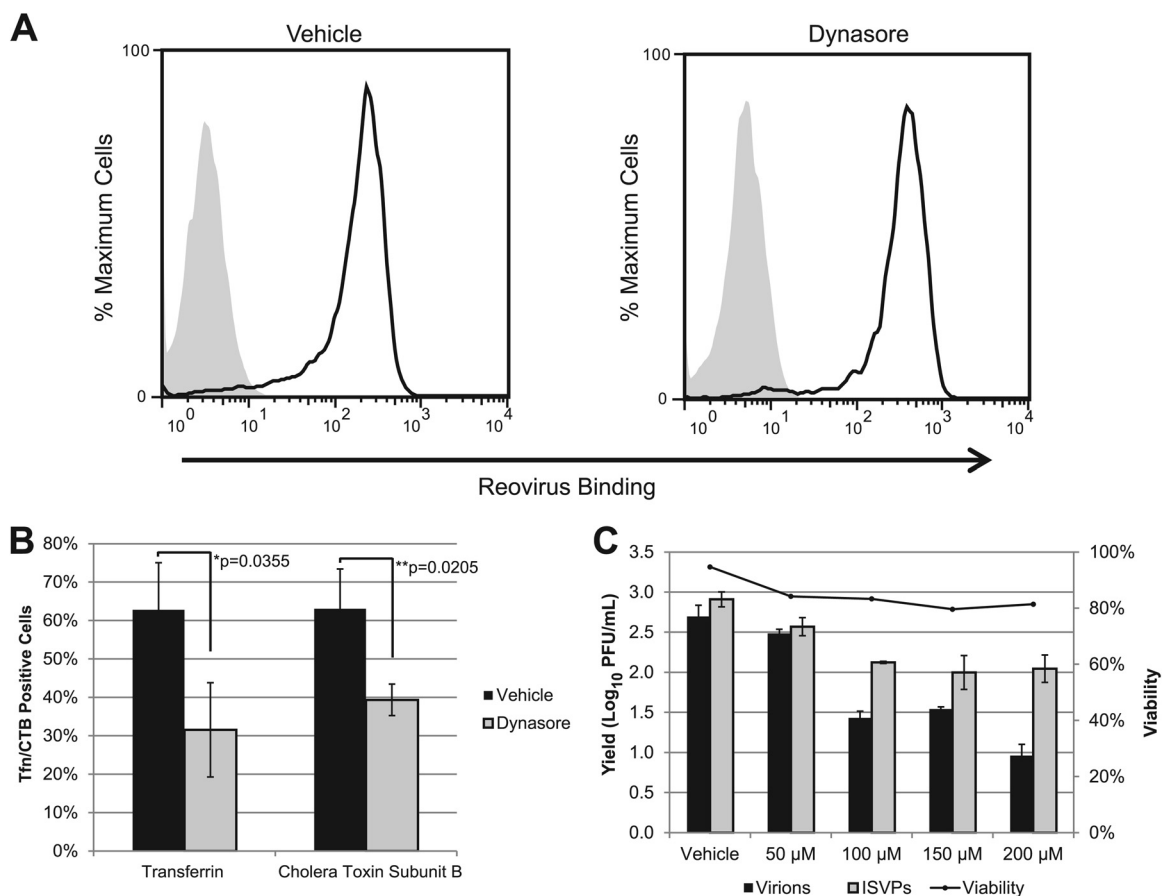 A
Vehicle
Dynasore
100
100
% Maximum Cells
% Maximum Cells
0
0
10^0 10^1 10^2 10^3 10^4
10^0 10^1 10^2 10^3 10^4
Reovirus Binding
B
80%
70%
60%
50%
40%
30%
20%
10%
0%
Tfn/CTB Positive Cells
*p=0.0355
**p=0.0205
Vehicle
Dynasore
Transferrin
Cholera Toxin Subunit B
C
3.5
3.0
2.5
2.0
1.5
1.0
0.5
0.0
Yield (Log10 PFU/mL)
100%
80%
60%
40%
20%
0%
Viability
Vehicle 50 µM 100 µM 150 µM 200 µM
Virions ISVPs Viability